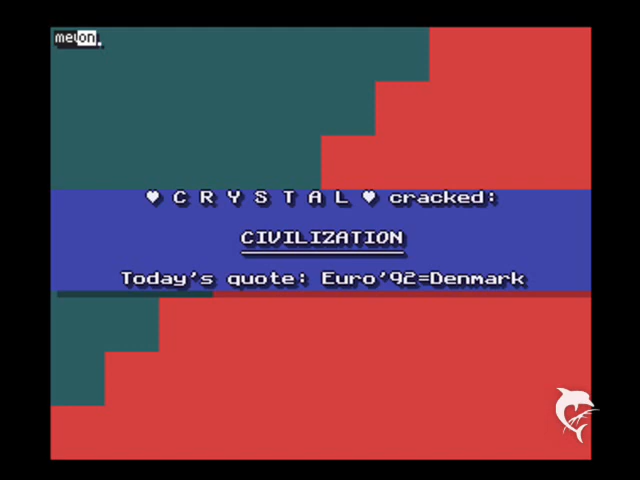 melon.
♥ C R Y S T A L ♥ cracked:
CIVILIZATION
Today's quote: Euro'92=Denmark